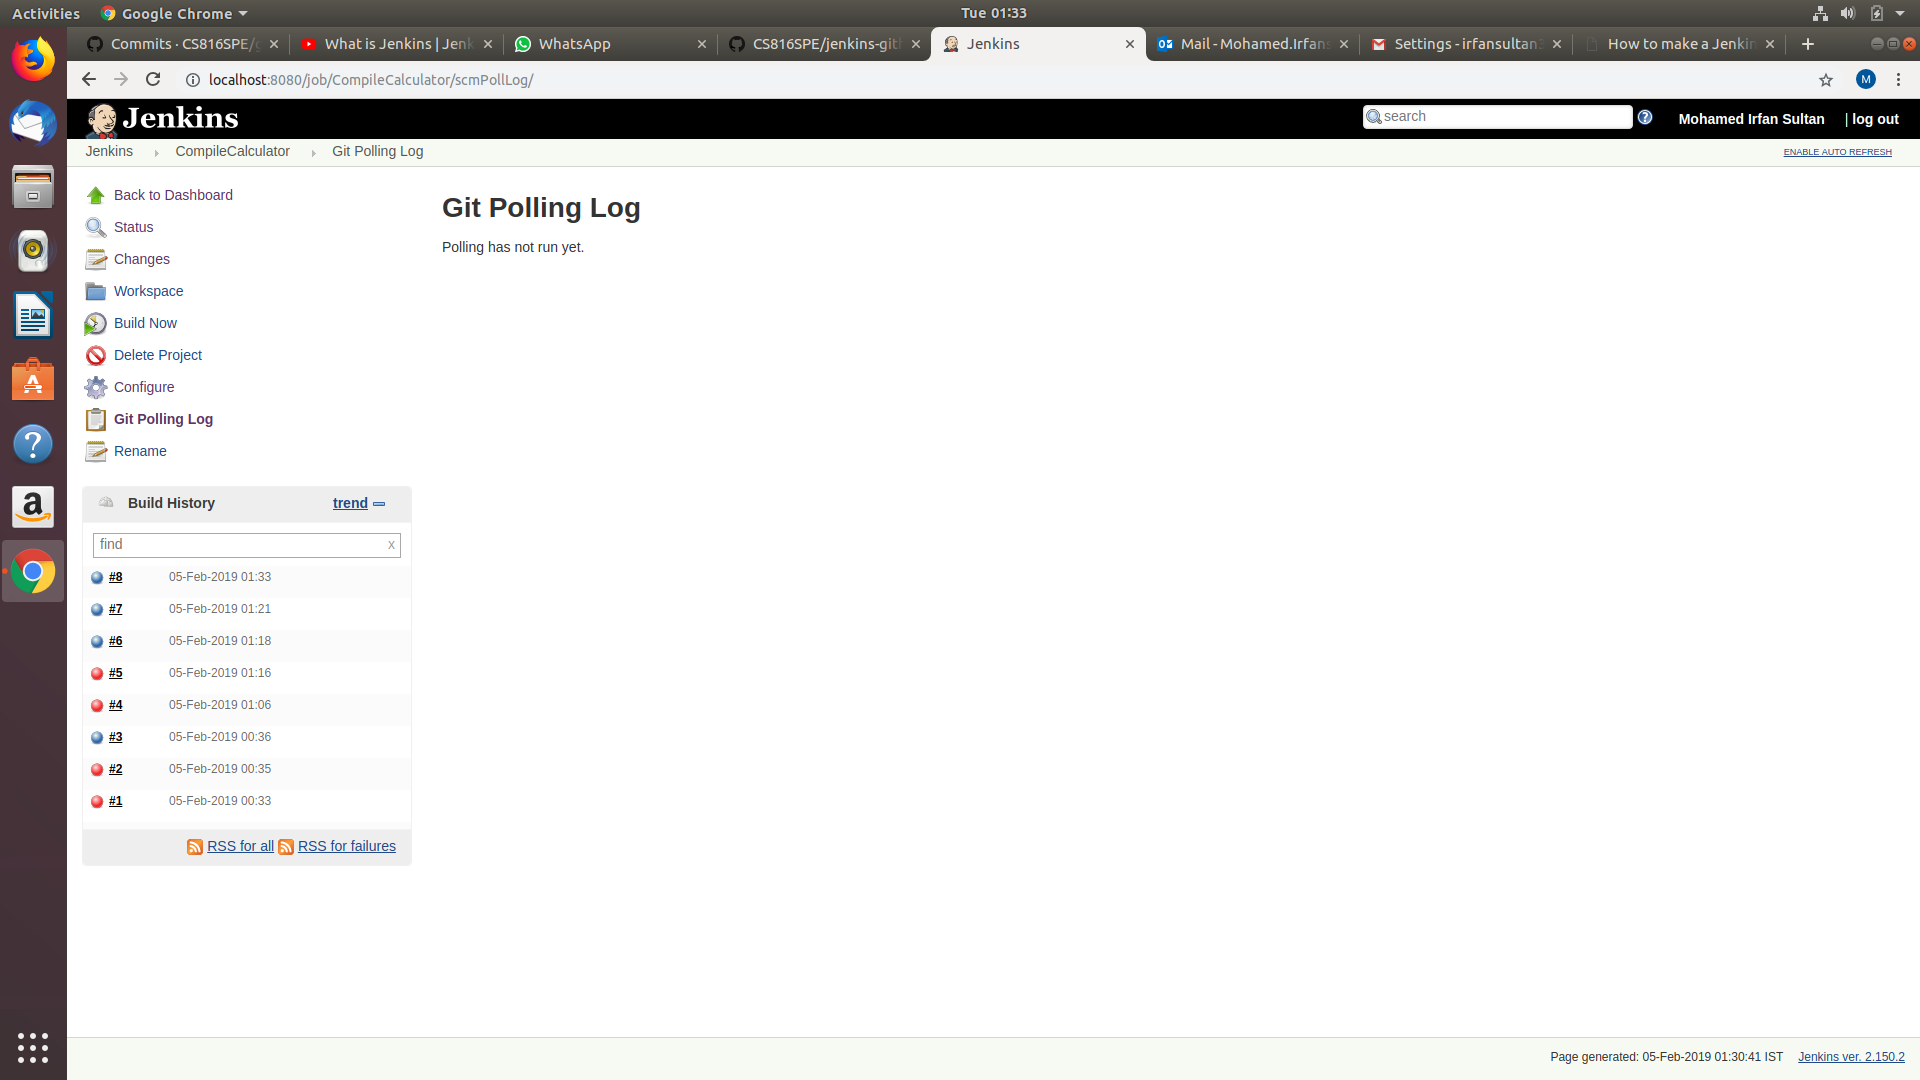 Activities Google Chrome Tue 01:33
Commits · CS816SPE/g What is Jenkins | Jenk WhatsApp CS816SPE/jenkins-gitl Jenkins Mail - Mohamed.Irfans Settings - irfansultan How to make a Jenkin
localhost:8080/job/CompileCalculator/scmPollLog/ M
Jenkins search Mohamed Irfan Sultan | log out
Jenkins CompileCalculator Git Polling Log ENABLE AUTO REFRESH
Back to Dashboard
Status
Changes
Workspace
Build Now
Delete Project
Configure
Git Polling Log
Rename
Git Polling Log
Polling has not run yet.
Build History trend
find x
#8 05-Feb-2019 01:33
#7 05-Feb-2019 01:21
#6 05-Feb-2019 01:18
#5 05-Feb-2019 01:16
#4 05-Feb-2019 01:06
#3 05-Feb-2019 00:36
#2 05-Feb-2019 00:35
#1 05-Feb-2019 00:33
RSS for all RSS for failures
Page generated: 05-Feb-2019 01:30:41 IST Jenkins ver. 2.150.2